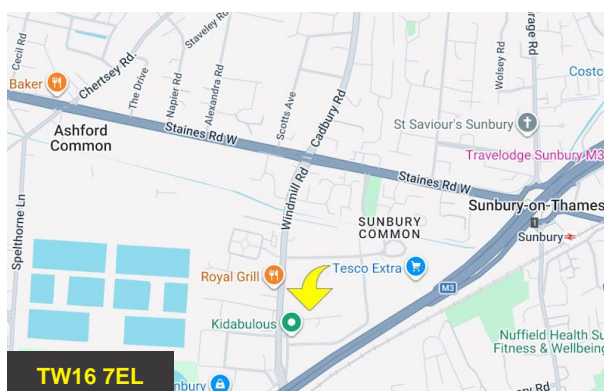 Cecil Rd
Chertsey Rd.
The Drive
Napier Rd
Staveley Rd
Alexandra Rd
Scotts Ave
Cadbury Rd
Wolsey Rd
Baker
Costc
Ashford
Common
Staines Rd W
St Saviour's Sunbury
Travelodge Sunbury M3
Spelthorne Ln
Windmill Rd
Staines Rd W
Sunbury-on-Thames
1
Sunbury
SUNBURY
COMMON
Royal Grill
Tesco Extra
M3
Kidabulous
Nuffield Health Su
Fitness & Wellbeing
TW16 7EL